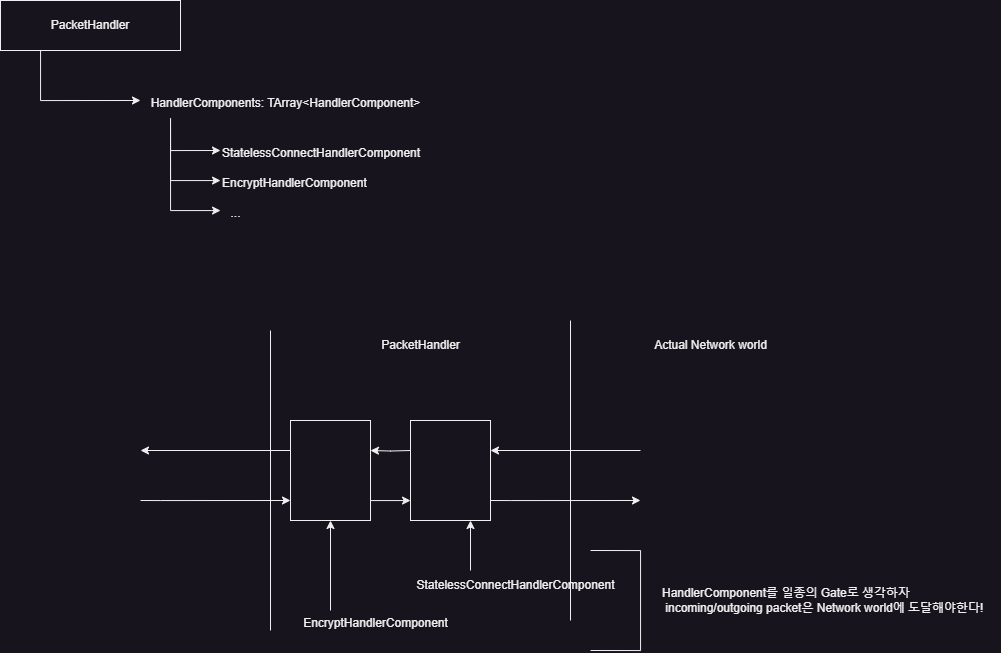 PacketHandler
HandlerComponents: TArray<HandlerComponent>
StatelessConnectHandlerComponent
EncryptHandlerComponent
...
PacketHandler
Actual Network world
StatelessConnectHandlerComponent
EncryptHandlerComponent
HandlerComponent를 일종의 Gate로 생각하자
incoming/outgoing packet은 Network world에 도달해야한다!